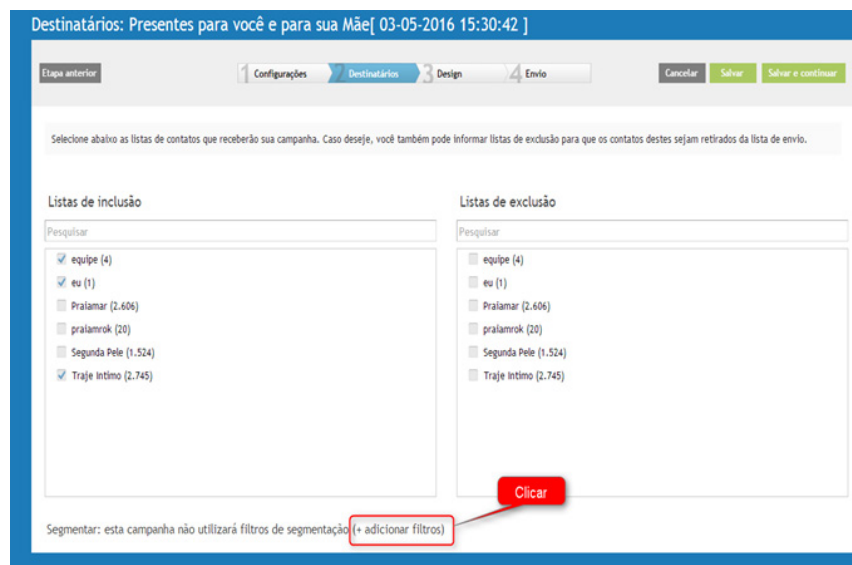 Destinatários: Presentes para você e para sua Mãe[ 03-05-2016 15:30:42 ]
Etapa anterior
1 Configurações
2 Destinatários
3 Design
4 Envio
Cancelar
Salvar
Salvar e continuar
Selecione abaixo as listas de contatos que receberão sua campanha. Caso deseje, você também pode informar listas de exclusão para que os contatos destes sejam retirados da lista de envio.
Listas de inclusão
Pesquisar
equipe (4)
eu (1)
Praiamar (2.606)
praiamrok (20)
Segunda Pele (1.524)
Traje Intimo (2.745)
Listas de exclusão
Pesquisar
equipe (4)
eu (1)
Praiamar (2.606)
praiamrok (20)
Segunda Pele (1.524)
Traje Intimo (2.745)
Clicar
Segmentar: esta campanha não utilizará filtros de segmentação (+ adicionar filtros)